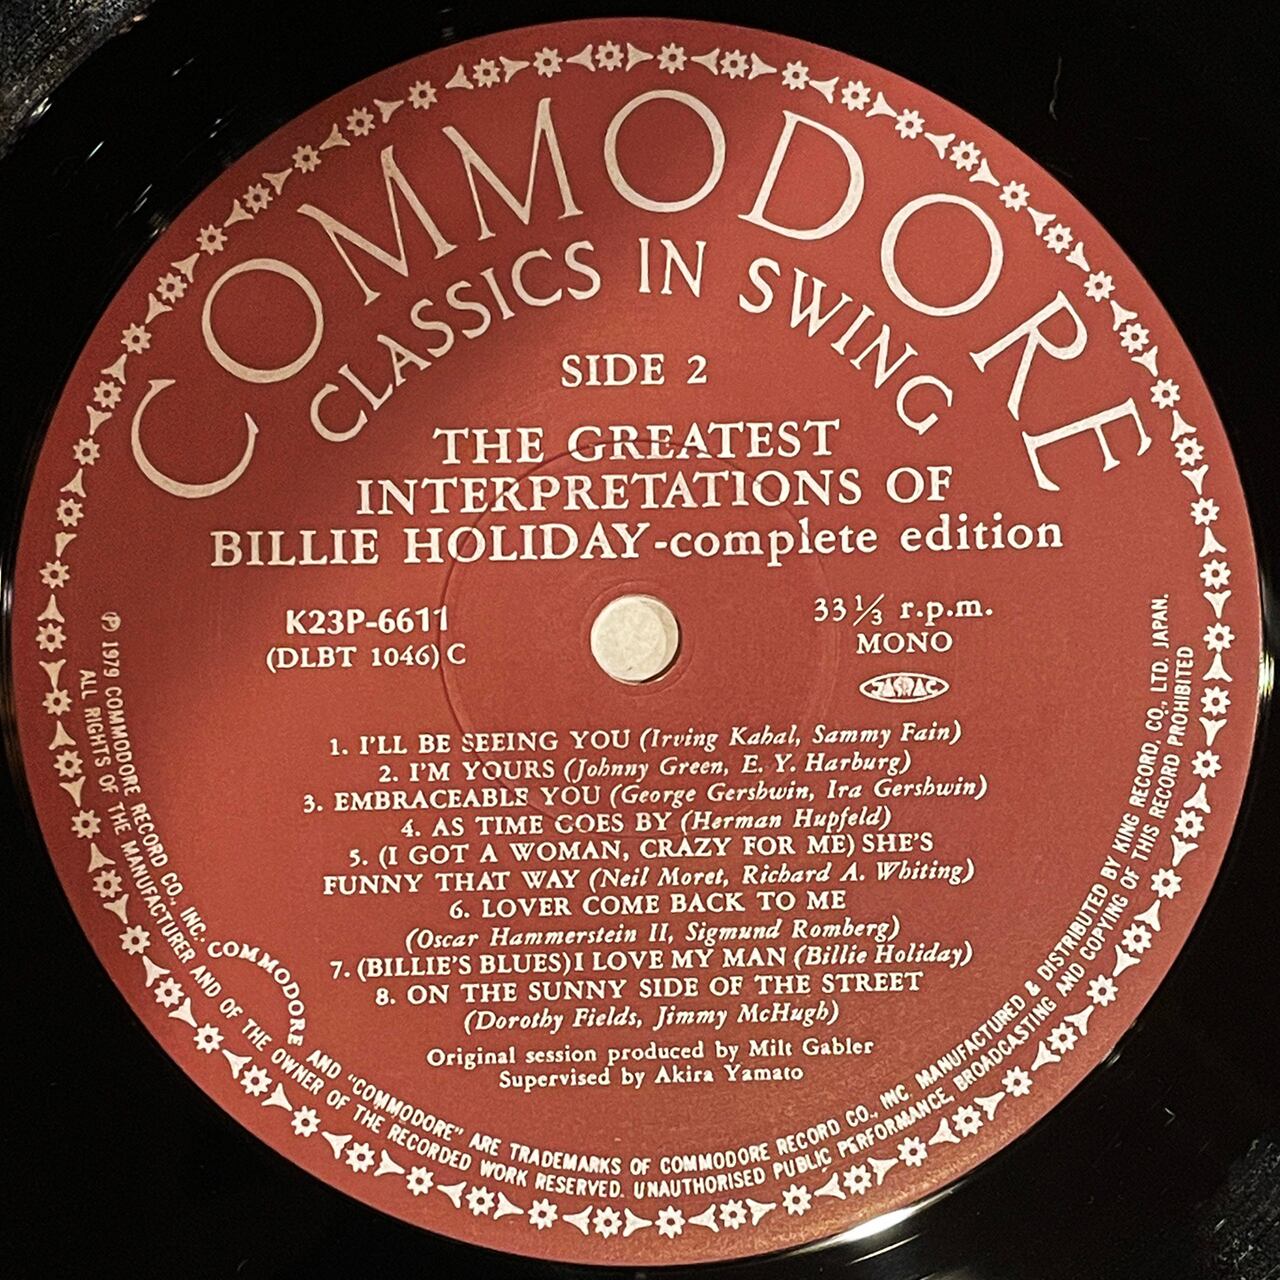 COMMODORE
CLASSICS IN SWING
SIDE 2
THE GREATEST
INTERPRETATIONS OF
BILLIE HOLIDAY-complete edition
K23P-6611
(DLBT 1046) C
33 1/3 r.p.m.
MONO
JASRAC
1. I'LL BE SEEING YOU (Irving Kahal, Sammy Fain)
2. I'M YOURS (Johnny Green, E. Y. Harburg)
3. EMBRACEABLE YOU (George Gershwin, Ira Gershwin)
4. AS TIME GOES BY (Herman Hupfeld)
5. (I GOT A WOMAN, CRAZY FOR ME) SHE'S
FUNNY THAT WAY (Neil Moret, Richard A. Whiting)
6. LOVER COME BACK TO ME
(Oscar Hammerstein II, Sigmund Romberg)
7. (BILLIE'S BLUES) I LOVE MY MAN (Billie Holiday)
8. ON THE SUNNY SIDE OF THE STREET
(Dorothy Fields, Jimmy McHugh)
Original session produced by Milt Gabler
Supervised by Akira Yamato
℗ 1979 COMMODORE RECORD CO., INC. COMMODORE AND "COMMODORE" ARE TRADEMARKS OF COMMODORE RECORD CO., INC. MANUFACTURED & DISTRIBUTED BY KING RECORD, CO., LTD. JAPAN.
ALL RIGHTS OF THE MANUFACTURER AND OF THE OWNER OF THE RECORDED WORK RESERVED. UNAUTHORISED PUBLIC PERFORMANCE, BROADCASTING AND COPYING OF THIS RECORD PROHIBITED